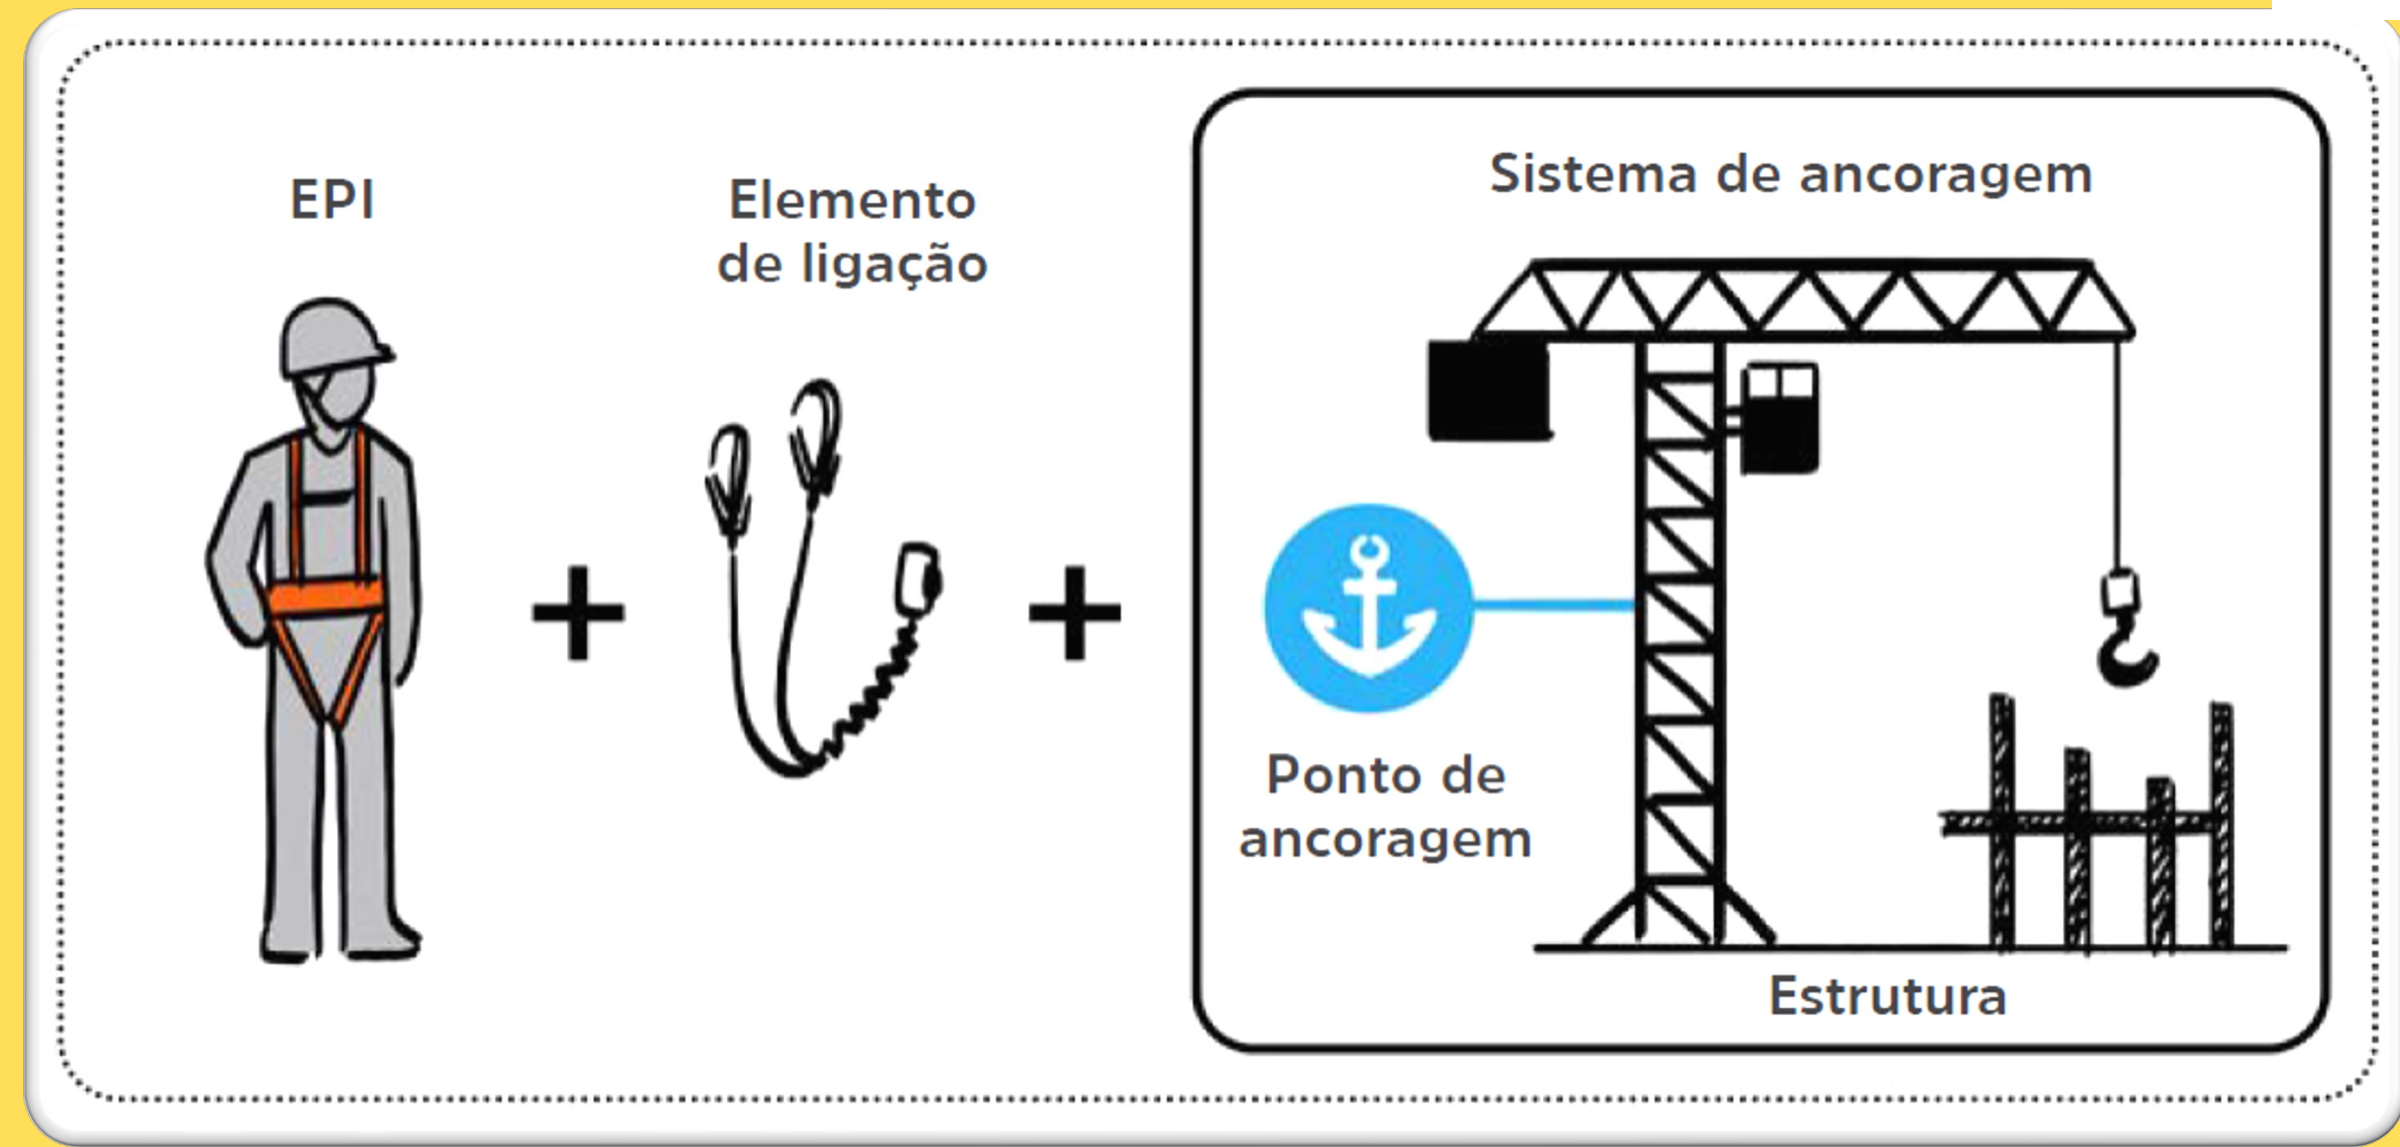 EPI
Elemento
de ligação
Sistema de ancoragem
Ponto de
ancoragem
Estrutura